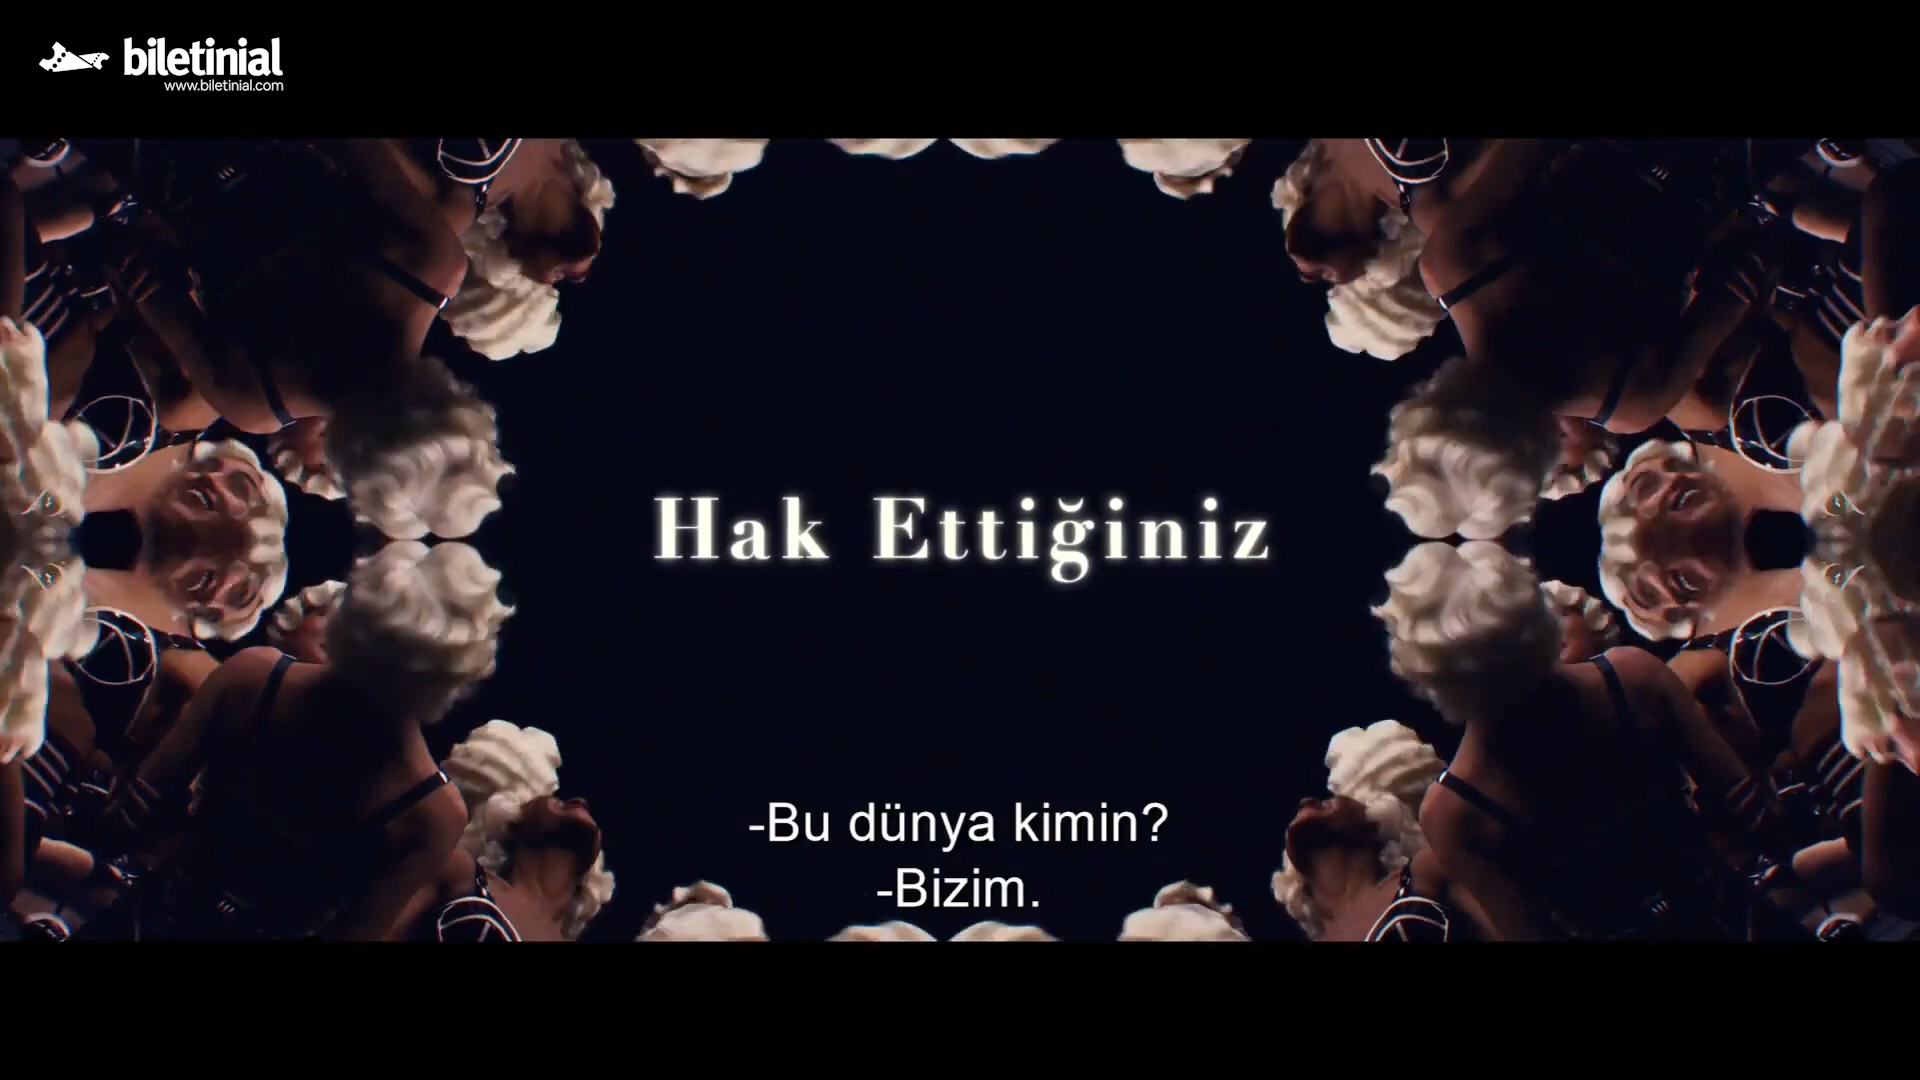 biletinial
www.biletinial.com
Hak Ettiğiniz
-Bu dünya kimin?
-Bizim.